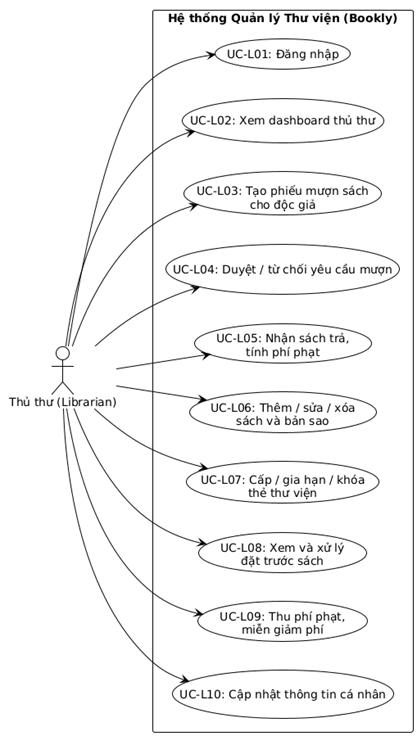 Hệ thống Quản lý Thư viện (Bookly)
UC-L01: Đăng nhập
UC-L02: Xem dashboard thủ thư
UC-L03: Tạo phiếu mượn sách
cho độc giả
UC-L04: Duyệt / từ chối yêu cầu mượn
UC-L05: Nhận sách trả,
tính phí phạt
Thủ thư (Librarian)
UC-L06: Thêm / sửa / xóa
sách và bản sao
UC-L07: Cấp / gia hạn / khóa
thẻ thư viện
UC-L08: Xem và xử lý
đặt trước sách
UC-L09: Thu phí phạt,
miễn giảm phí
UC-L10: Cập nhật thông tin cá nhân